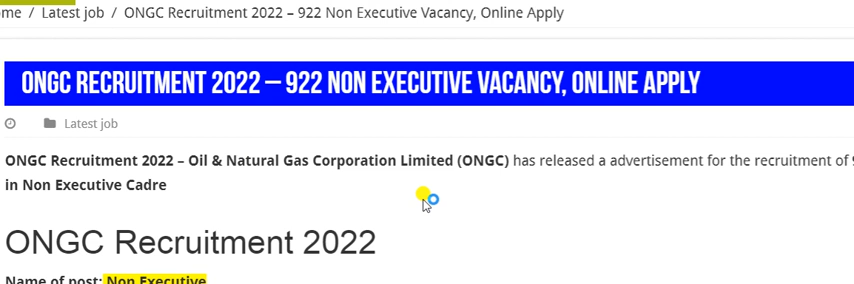 me / Latest job / ONGC Recruitment 2022 – 922 Non Executive Vacancy, Online Apply
ONGC RECRUITMENT 2022 – 922 NON EXECUTIVE VACANCY, ONLINE APPLY
Latest job
ONGC Recruitment 2022 – Oil & Natural Gas Corporation Limited (ONGC) has released a advertisement for the recruitment of
in Non Executive Cadre
ONGC Recruitment 2022
Name of post: Non Executive